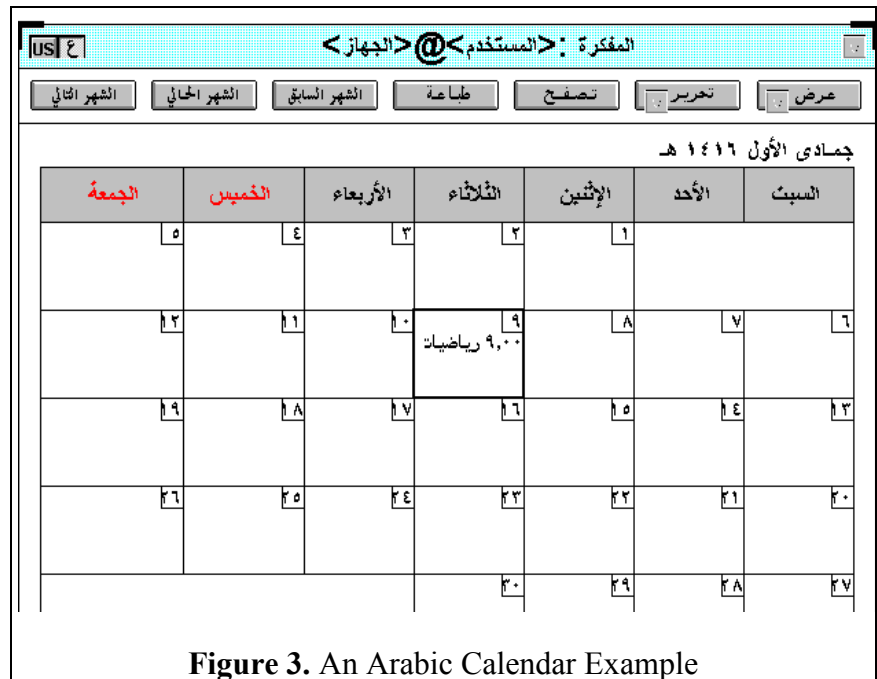 المفكرة :<المستخدم>@<الجهاز> ع US
عرض تحرير تصفح طباعة الشهر السابق الشهر الحالي الشهر التالي
جمادى الأول ١٤١٦ هـ
السبت الأحد الإثنين الثلاثاء الأربعاء الخميس الجمعة
١ ٢ ٣ ٤ ٥
٦ ٧ ٨ ٩ ١٠ ١١ ١٢
٩,٠٠ رياضيات
١٣ ١٤ ١٥ ١٦ ١٧ ١٨ ١٩
٢٠ ٢١ ٢٢ ٢٣ ٢٤ ٢٥ ٢٦
٢٧ ٢٨ ٢٩ ٣٠
Figure 3. An Arabic Calendar Example